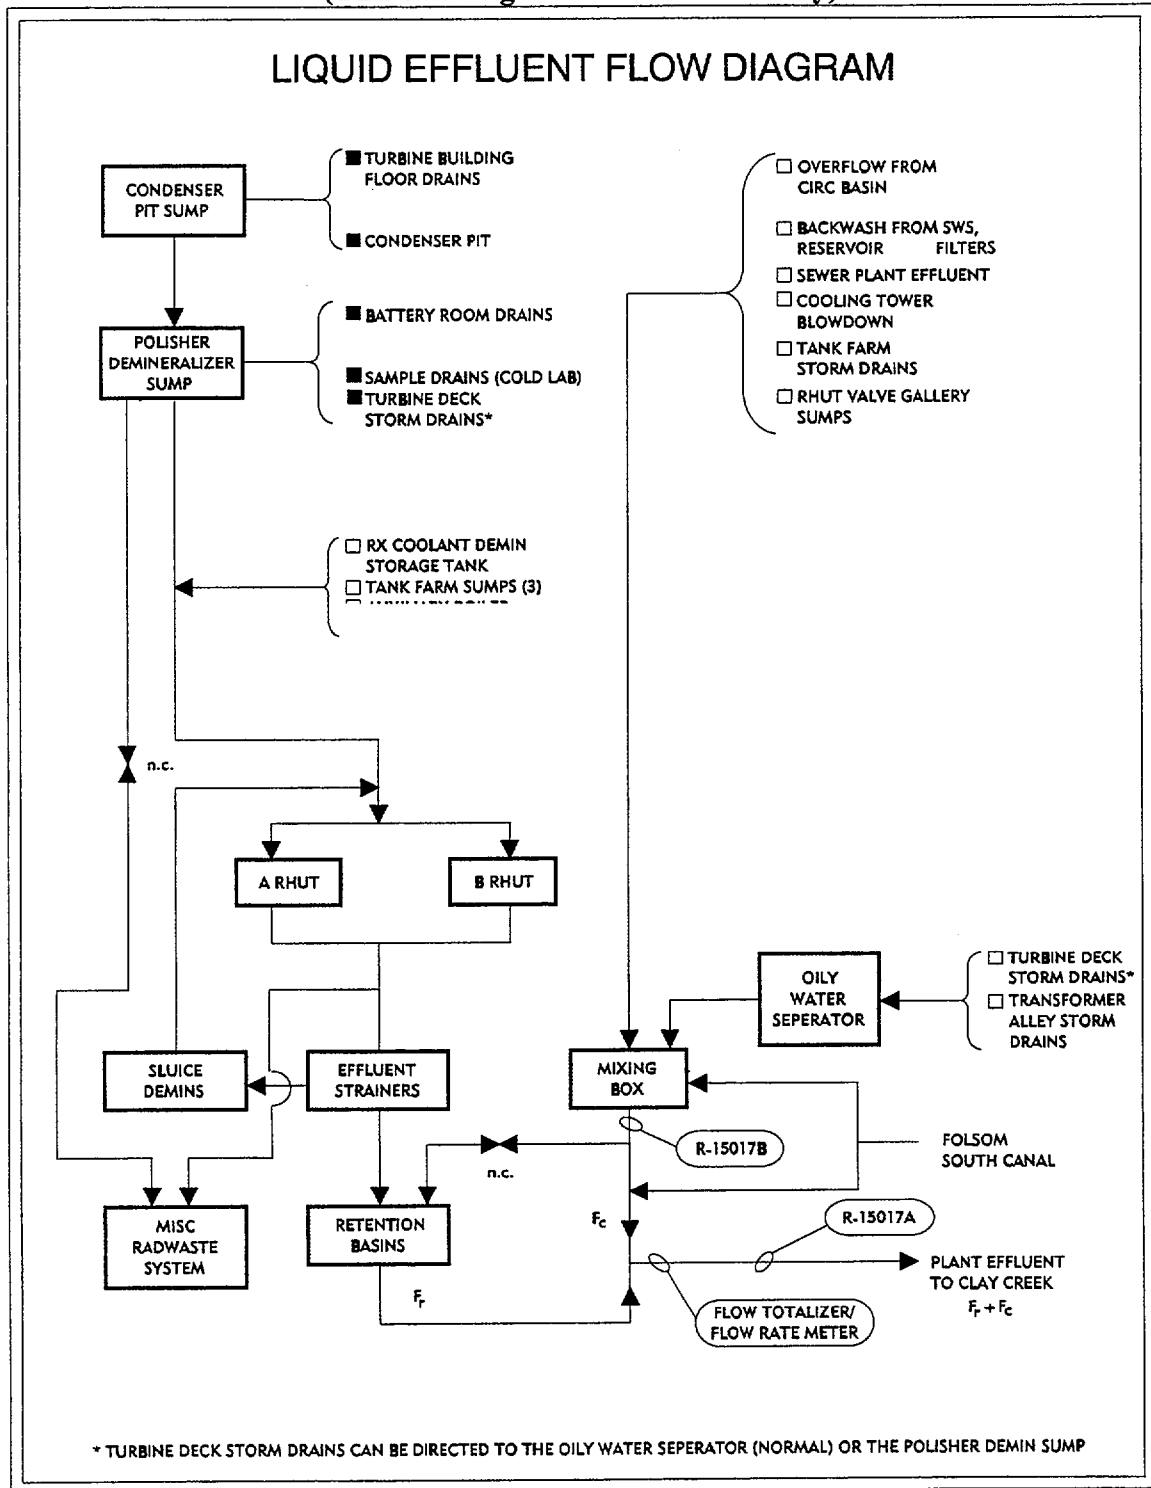 LIQUID EFFLUENT FLOW DIAGRAM
CONDENSER
PIT SUMP
TURBINE BUILDING
FLOOR DRAINS
CONDENSER PIT
POLISHER
DEMINERALIZER
SUMP
BATTERY ROOM DRAINS
SAMPLE DRAINS (COLD LAB)
TURBINE DECK
STORM DRAINS*
OVERFLOW FROM
CIRC BASIN
BACKWASH FROM SWS,
RESERVOIR FILTERS
SEWER PLANT EFFLUENT
COOLING TOWER
BLOWDOWN
TANK FARM
STORM DRAINS
RHUT VALVE GALLERY
SUMPS
RX COOLANT DEMIN
STORAGE TANK
TANK FARM SUMPS (3)
n.c.
A RHUT
B RHUT
OILY
WATER
SEPERATOR
TURBINE DECK
STORM DRAINS*
TRANSFORMER
ALLEY STORM
DRAINS
SLUICE
DEMINS
EFFLUENT
STRAINERS
MIXING
BOX
R-15017B
n.c.
FOLSOM
SOUTH CANAL
MISC
RADWASTE
SYSTEM
RETENTION
BASINS
Fc
R-15017A
Fr
PLANT EFFLUENT
TO CLAY CREEK
Fr + Fc
FLOW TOTALIZER/
FLOW RATE METER
* TURBINE DECK STORM DRAINS CAN BE DIRECTED TO THE OILY WATER SEPERATOR (NORMAL) OR THE POLISHER DEMIN SUMP